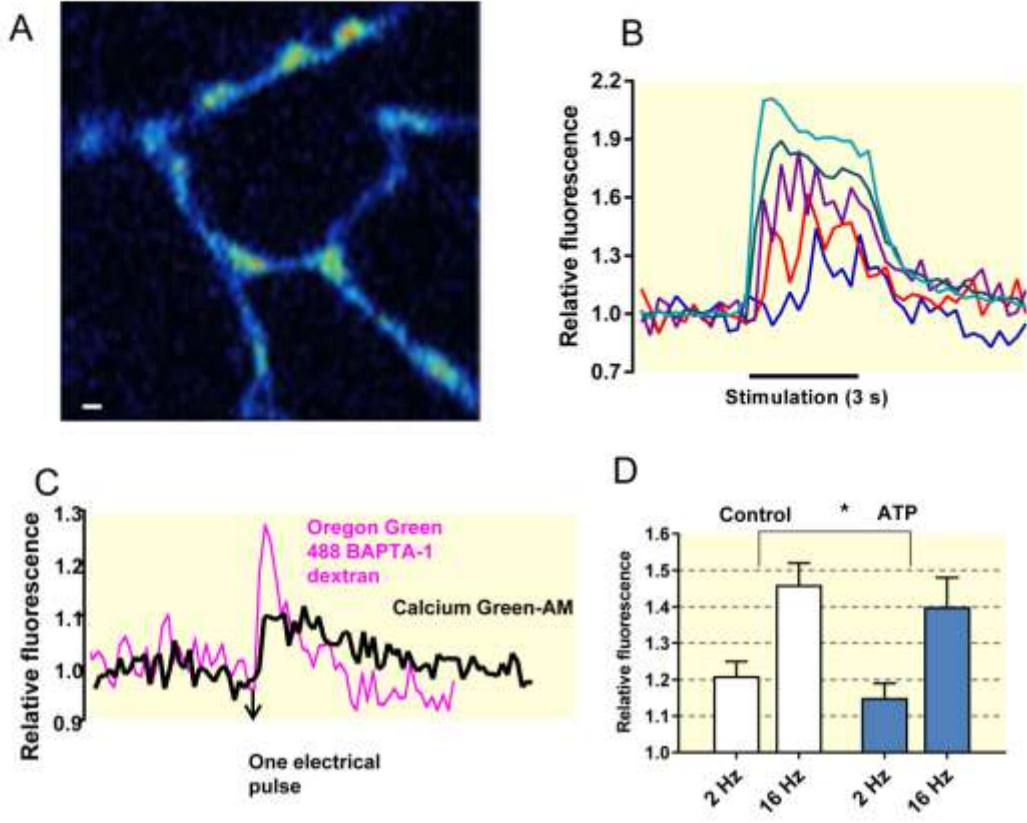 A
B
Relative fluorescence
2.2
1.9
1.6
1.3
1.0
0.7
Stimulation (3 s)
C
Relative fluorescence
1.3
1.2
1.1
1.0
0.9
Oregon Green
488 BAPTA-1
dextran
Calcium Green-AM
One electrical
pulse
D
Control * ATP
Relative fluorescence
1.6
1.5
1.4
1.3
1.2
1.1
1.0
2 Hz 16 Hz 2 Hz 16 Hz